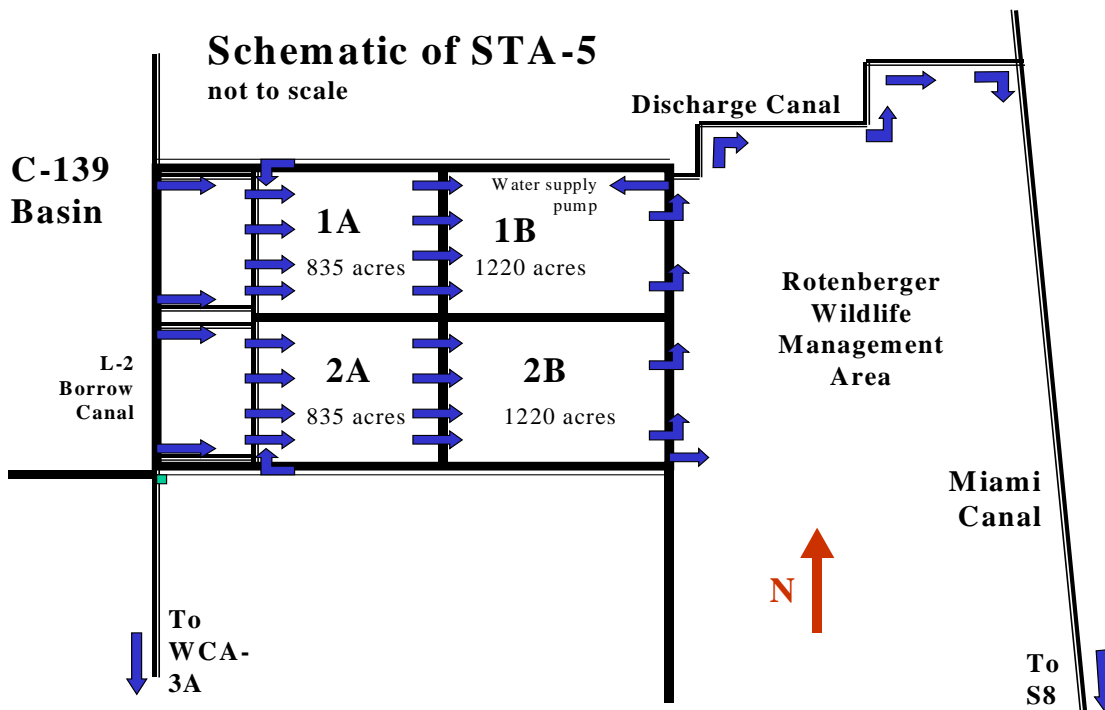 Schematic of STA-5
not to scale
Discharge Canal
C-139
Basin
Water supply
pump
1A
835 acres
1B
1220 acres
Rotenberger
Wildlife
Management
Area
L-2
Borrow
Canal
2A
835 acres
2B
1220 acres
Miami
Canal
N
To
WCA-
3A
To
S8